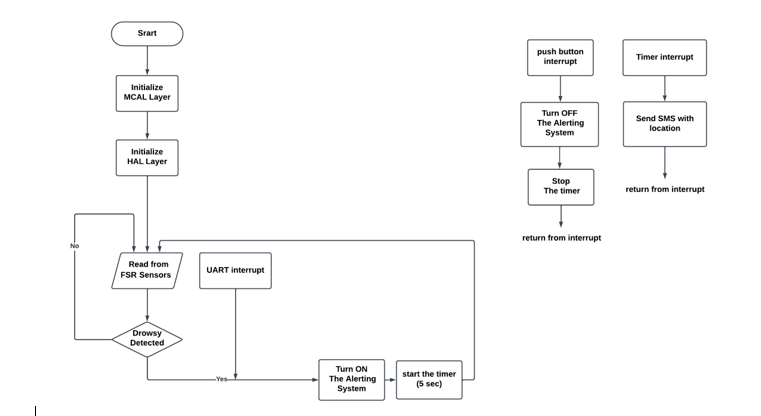 Srart
Initialize
MCAL Layer
Initialize
HAL Layer
No
Read from
FSR Sensors
UART interrupt
Drowsy
Detected
Yes
Turn ON
The Alerting
System
start the timer
(5 sec)
push button
interrupt
Turn OFF
The Alerting
System
Stop
The timer
return from interrupt
Timer interrupt
Send SMS with
location
return from interrupt